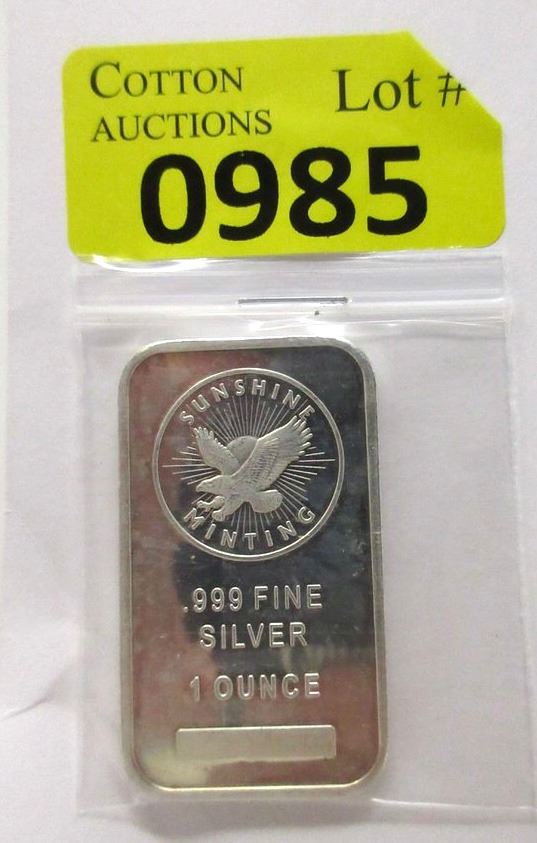 COTTON
AUCTIONS
Lot #
0985
SUNSHINE
MINTING
.999 FINE
SILVER
1 OUNCE